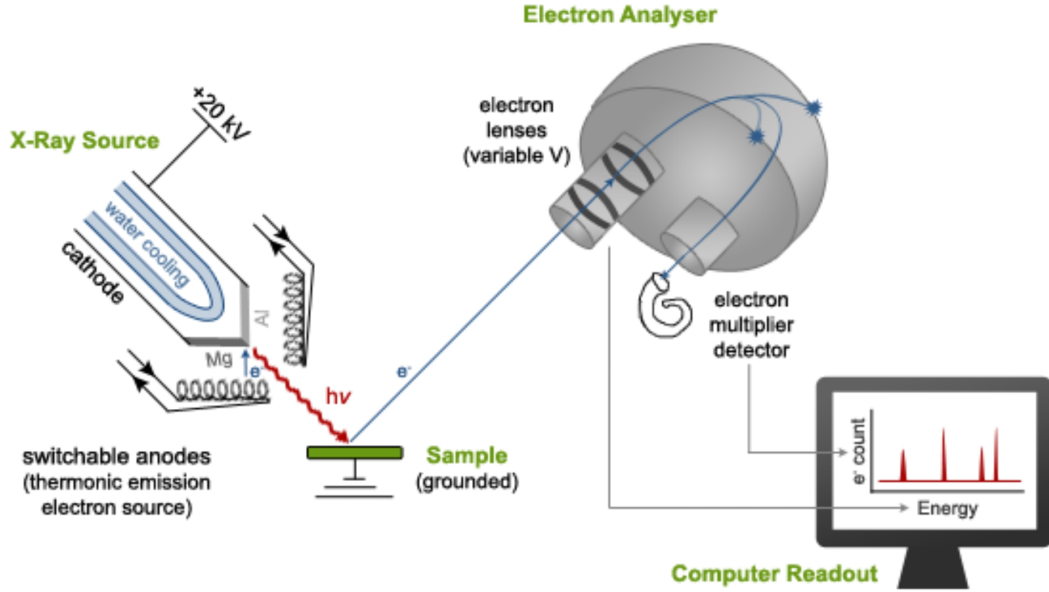 Electron Analyser
+20 kV
X-Ray Source
electron
lenses
(variable V)
water cooling
cathode
Al
Mg
e-
hν
e-
electron
multiplier
detector
switchable anodes
(thermonic emission
electron source)
Sample
(grounded)
e- count
Energy
Computer Readout